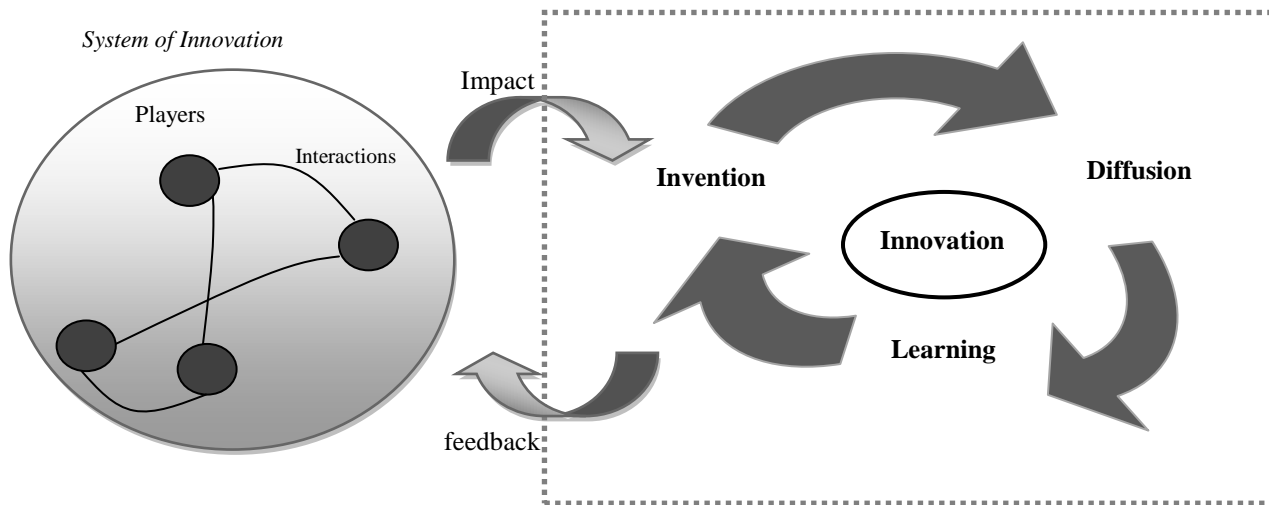 System of Innovation
Players
Interactions
Impact
feedback
Invention
Diffusion
Innovation
Learning